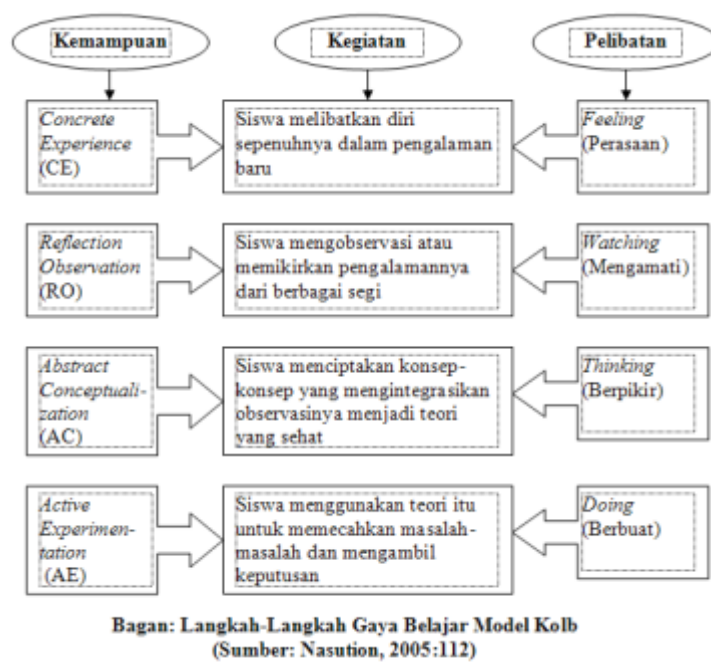 Kemampuan
Kegiatan
Pelibatan
Concrete
Experience
(CE)
Siswa melibatkan diri
sepenuhnya dalam pengalaman
baru
Feeling
(Perasaan)
Reflection
Observation
(RO)
Siswa mengobservasi atau
memikirkan pengalamannya
dari berbagai segi
Watching
(Mengamati)
Abstract
Conceptuali-
zation
(AC)
Siswa menciptakan konsep-
konsep yang mengintegrasikan
observasinya menjadi teori
yang sehat
Thinking
(Berpikir)
Active
Experimen-
tation
(AE)
Siswa menggunakan teori itu
untuk memecahkan masalah-
masalah dan mengambil
keputusan
Doing
(Berbuat)
Bagan: Langkah-Langkah Gaya Belajar Model Kolb
(Sumber: Nasution, 2005:112)